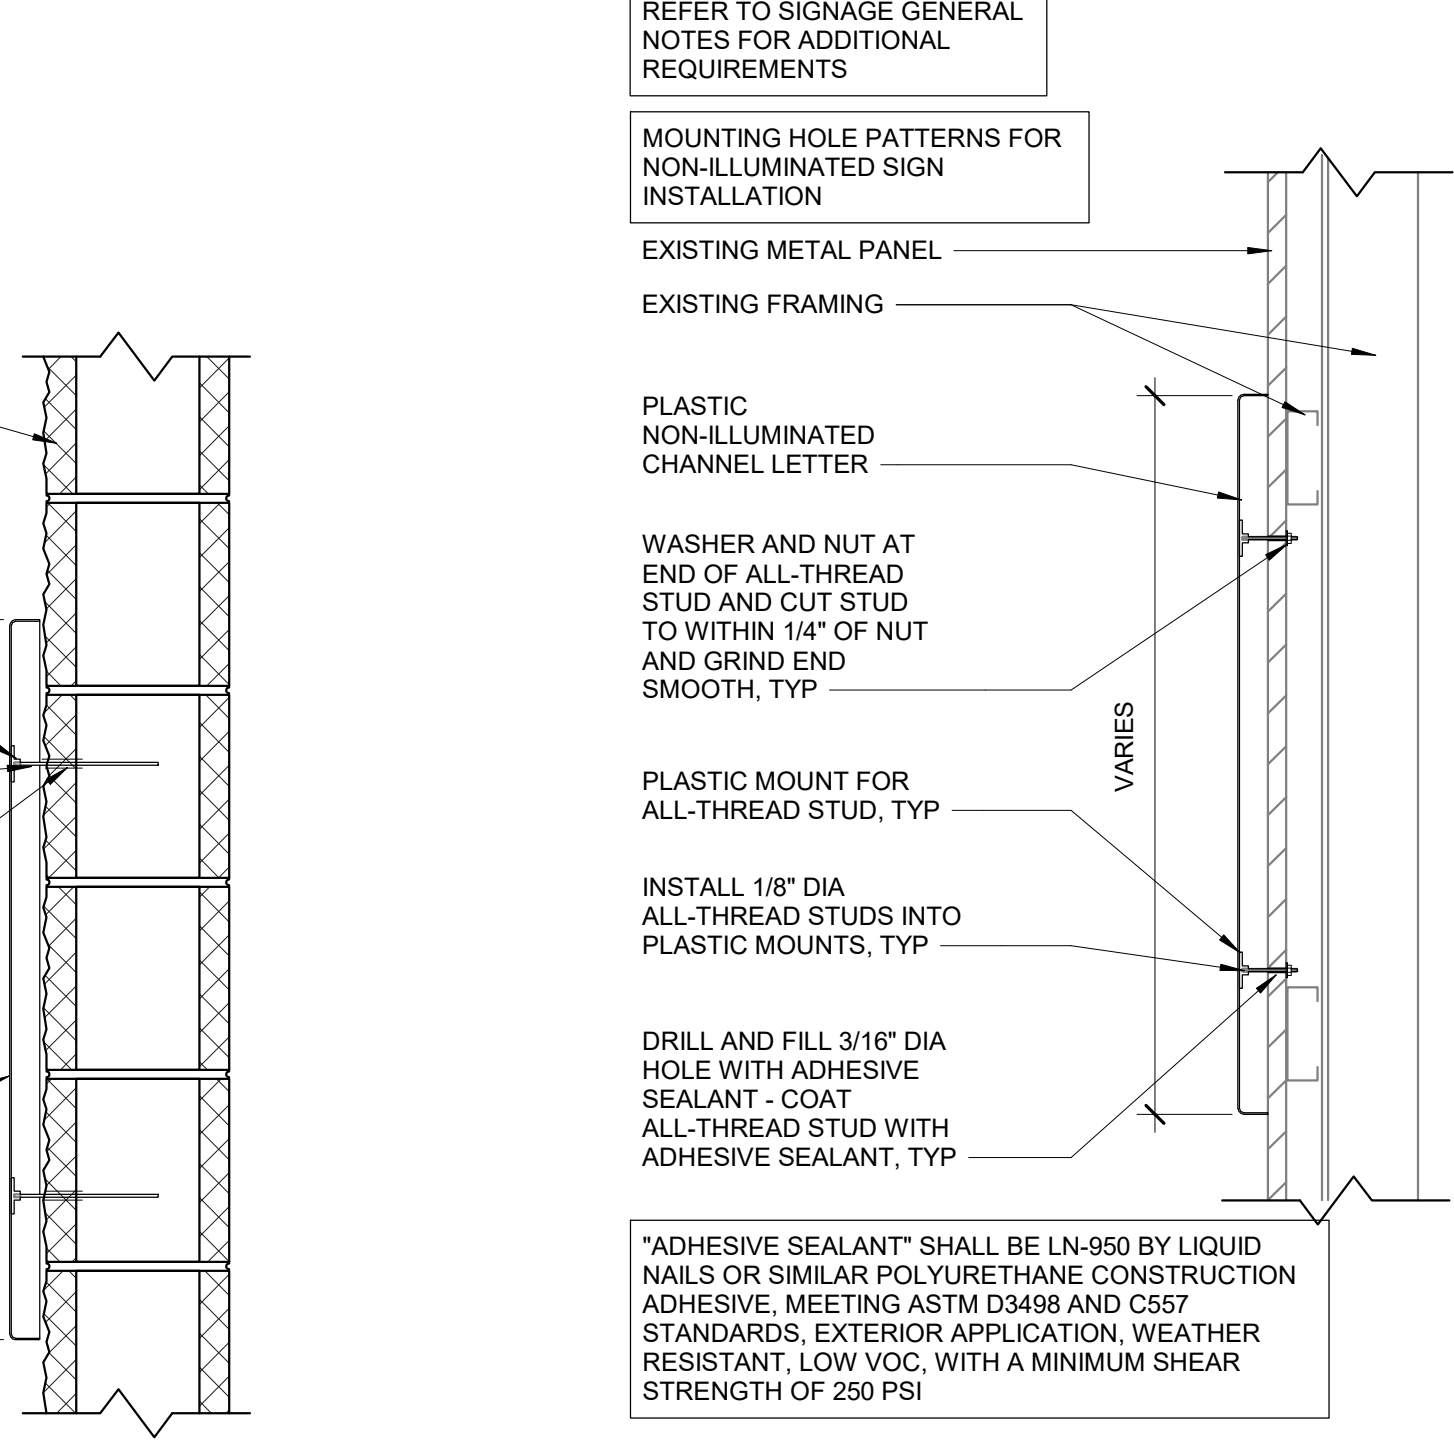 REFER TO SIGNAGE GENERAL
NOTES FOR ADDITIONAL
REQUIREMENTS
MOUNTING HOLE PATTERNS FOR
NON-ILLUMINATED SIGN
INSTALLATION
EXISTING METAL PANEL
EXISTING FRAMING
PLASTIC
NON-ILLUMINATED
CHANNEL LETTER
WASHER AND NUT AT
END OF ALL-THREAD
STUD AND CUT STUD
TO WITHIN 1/4" OF NUT
AND GRIND END
SMOOTH, TYP
VARIES
PLASTIC MOUNT FOR
ALL-THREAD STUD, TYP
INSTALL 1/8" DIA
ALL-THREAD STUDS INTO
PLASTIC MOUNTS, TYP
DRILL AND FILL 3/16" DIA
HOLE WITH ADHESIVE
SEALANT - COAT
ALL-THREAD STUD WITH
ADHESIVE SEALANT, TYP
"ADHESIVE SEALANT" SHALL BE LN-950 BY LIQUID
NAILS OR SIMILAR POLYURETHANE CONSTRUCTION
ADHESIVE, MEETING ASTM D3498 AND C557
STANDARDS, EXTERIOR APPLICATION, WEATHER
RESISTANT, LOW VOC, WITH A MINIMUM SHEAR
STRENGTH OF 250 PSI